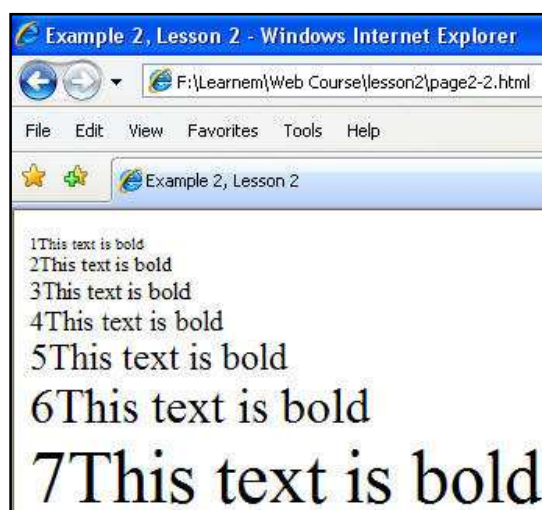 Example 2, Lesson 2 - Windows Internet Explorer
F:\Learnem\Web Course\lesson2\page2-2.html
File Edit View Favorites Tools Help
Example 2, Lesson 2
1This text is bold
2This text is bold
3This text is bold
4This text is bold
5This text is bold
6This text is bold
7This text is bold